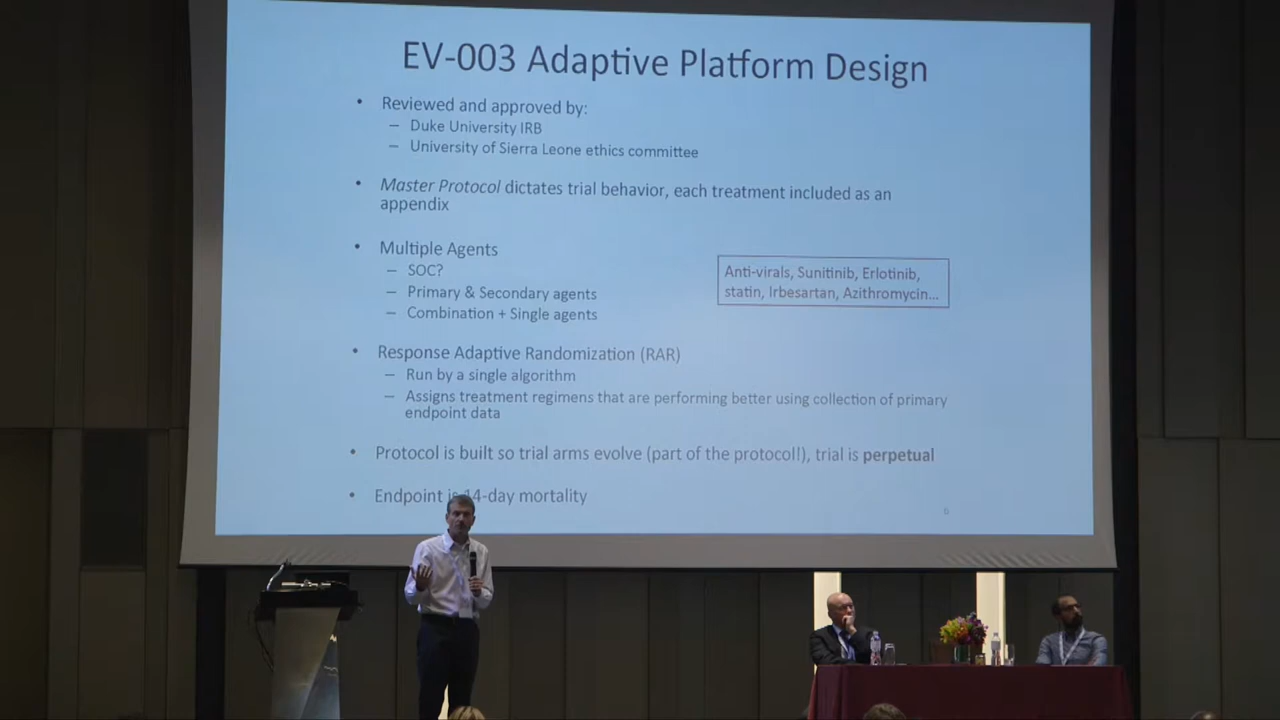 EV-003 Adaptive Platform Design
• Reviewed and approved by:
– Duke University IRB
– University of Sierra Leone ethics committee
• Master Protocol dictates trial behavior, each treatment included as an
appendix
• Multiple Agents
– SOC?
– Primary & Secondary agents
– Combination + Single agents
Anti-virals, Sunitinib, Erlotinib,
statin, Irbesartan, Azithromycin...
• Response Adaptive Randomization (RAR)
– Run by a single algorithm
– Assigns treatment regimens that are performing better using collection of primary
endpoint data
• Protocol is built so trial arms evolve (part of the protocol!), trial is perpetual
• Endpoint is 14-day mortality
6